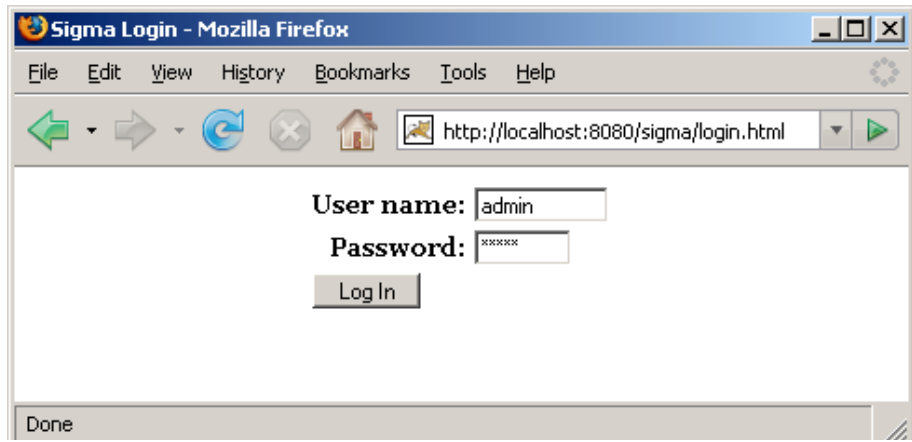 Sigma Login - Mozilla Firefox
File Edit View History Bookmarks Tools Help
http://localhost:8080/sigma/login.html
User name: admin
Password: *****
Log In
Done